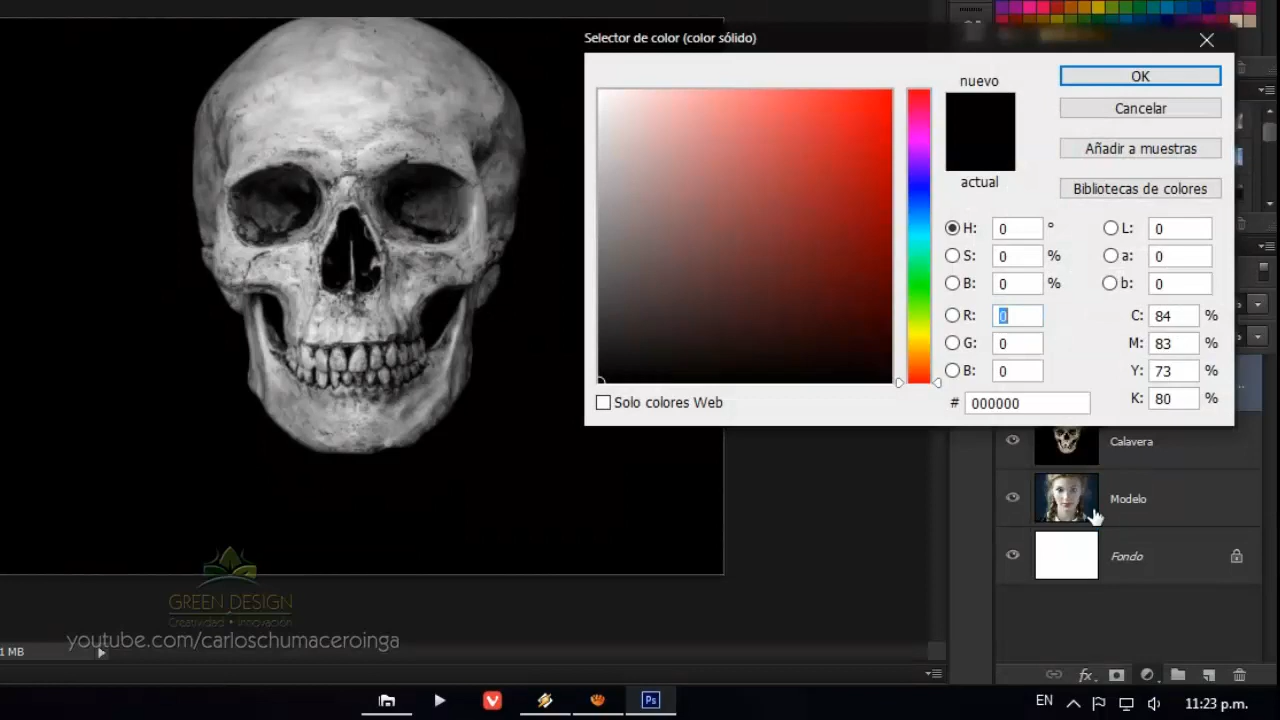 Selector de color (color sólido)
nuevo
actual
OK
Cancelar
Añadir a muestras
Bibliotecas de colores
H: 0 °
S: 0 %
B: 0 %
R: 0
G: 0
B: 0
L: 0
a: 0
b: 0
C: 84 %
M: 83 %
Y: 73 %
K: 80 %
# 000000
Solo colores Web
Calavera
Modelo
Fondo
GREEN DESIGN
Creatividad • Innovación
youtube.com/carloschumaceroinga
1 MB
fx
Ps
EN
11:23 p.m.